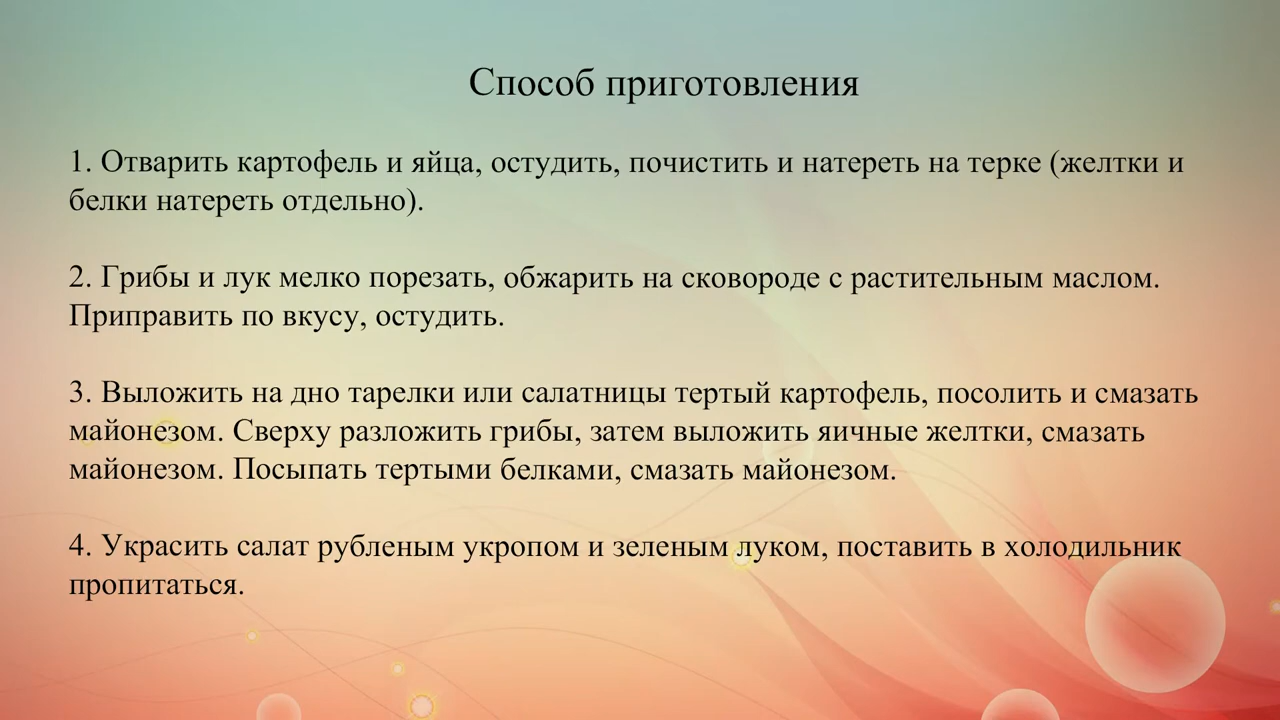 Способ приготовления
1. Отварить картофель и яйца, остудить, почистить и натереть на терке (желтки и
белки натереть отдельно).
2. Грибы и лук мелко порезать, обжарить на сковороде с растительным маслом.
Приправить по вкусу, остудить.
3. Выложить на дно тарелки или салатницы тертый картофель, посолить и смазать
майонезом. Сверху разложить грибы, затем выложить яичные желтки, смазать
майонезом. Посыпать тертыми белками, смазать майонезом.
4. Украсить салат рубленым укропом и зеленым луком, поставить в холодильник
пропитаться.